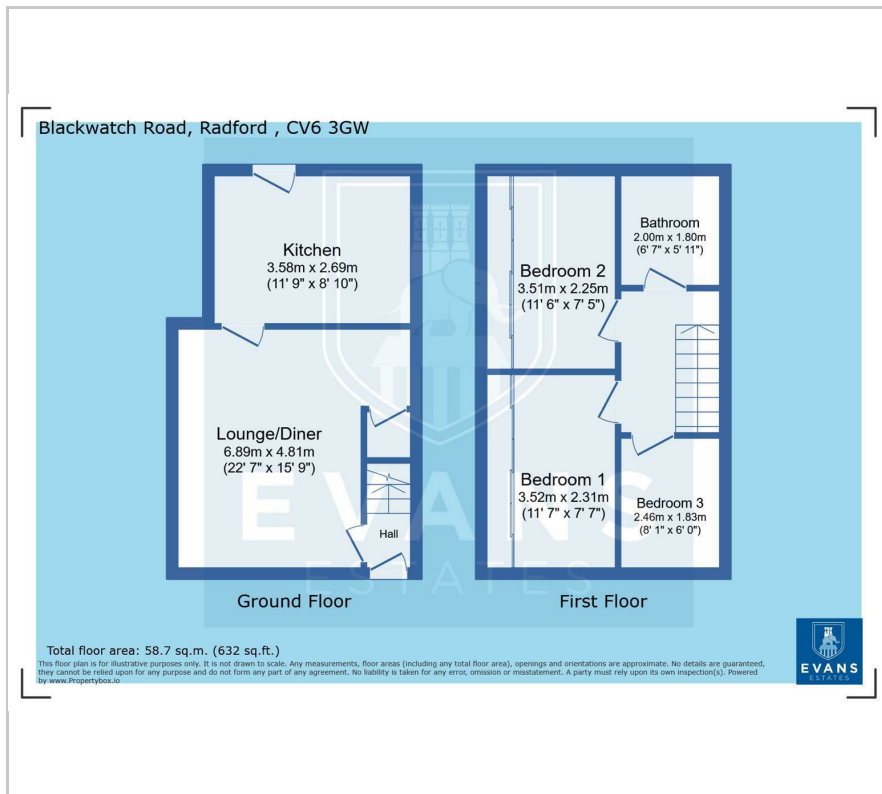 Blackwatch Road, Radford , CV6 3GW
Kitchen
3.58m x 2.69m
(11' 9" x 8' 10")
Lounge/Diner
6.89m x 4.81m
(22' 7" x 15' 9")
Hall
Ground Floor
Bathroom
2.00m x 1.80m
(6' 7" x 5' 11")
Bedroom 2
3.51m x 2.25m
(11' 6" x 7' 5")
Bedroom 1
3.52m x 2.31m
(11' 7" x 7' 7")
Bedroom 3
2.46m x 1.83m
(8' 1" x 6' 0")
First Floor
EVANS
ESTATES
Total floor area: 58.7 sq.m. (632 sq.ft.)
This floor plan is for illustrative purposes only. It is not drawn to scale. Any measurements, floor areas (including any total floor area), openings and orientations are approximate. No details are guaranteed,
they cannot be relied upon for any purpose and do not form any part of any agreement. No liability is taken for any error, omission or misstatement. A party must rely upon its own inspection(s). Powered
by www.Propertybox.io
EVANS
ESTATES